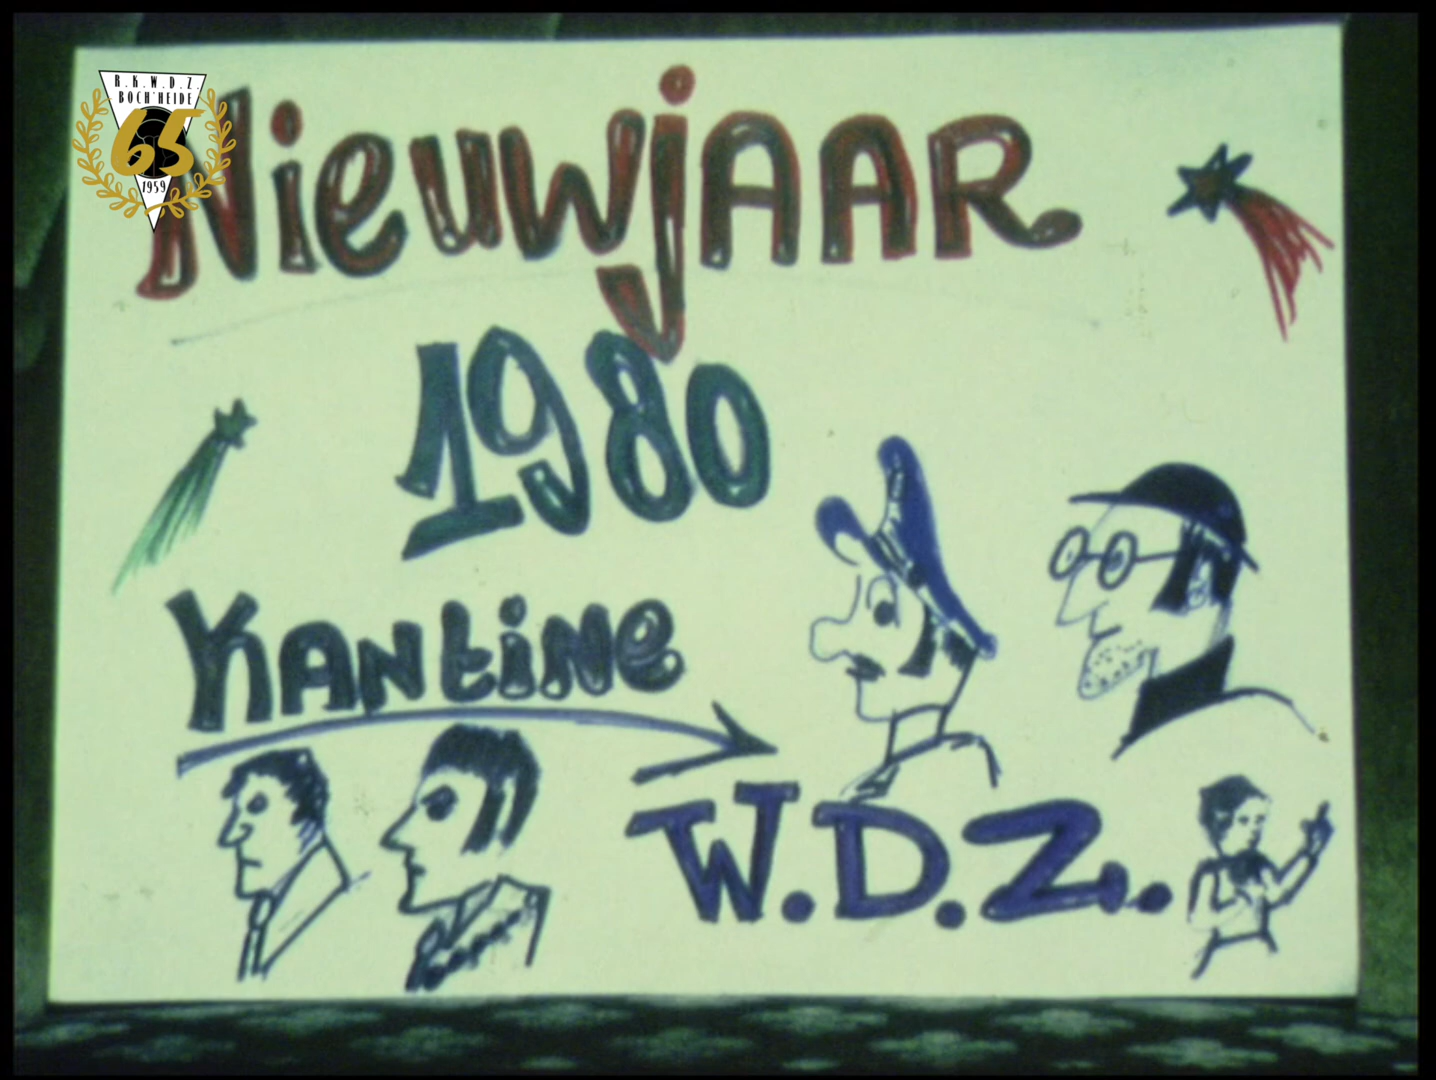 R.K.W.D.Z.
BOCH'HEIDE
65
1959
NieuwjAAR
1980
KANtiNe
W.D.Z.